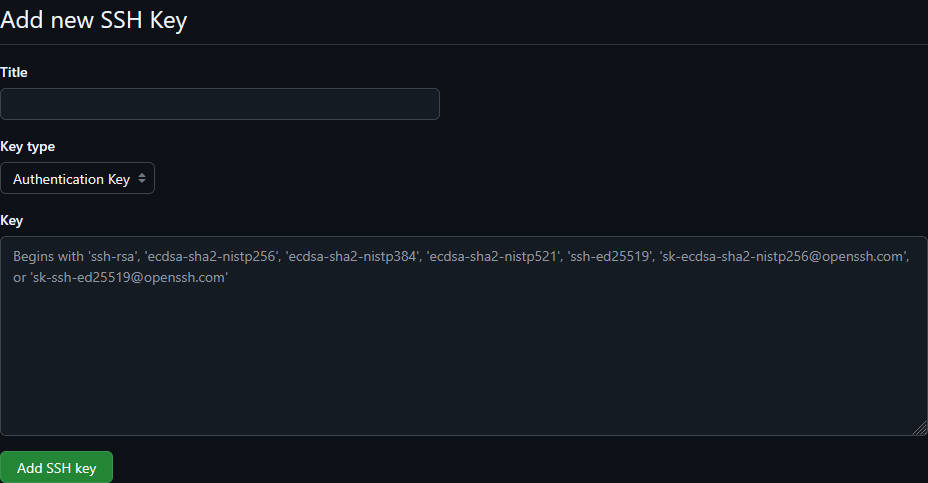 Add new SSH Key
Title
Key type
Authentication Key
Key
Begins with 'ssh-rsa', 'ecdsa-sha2-nistp256', 'ecdsa-sha2-nistp384', 'ecdsa-sha2-nistp521', 'ssh-ed25519', 'sk-ecdsa-sha2-nistp256@openssh.com',
or 'sk-ssh-ed25519@openssh.com'
Add SSH key